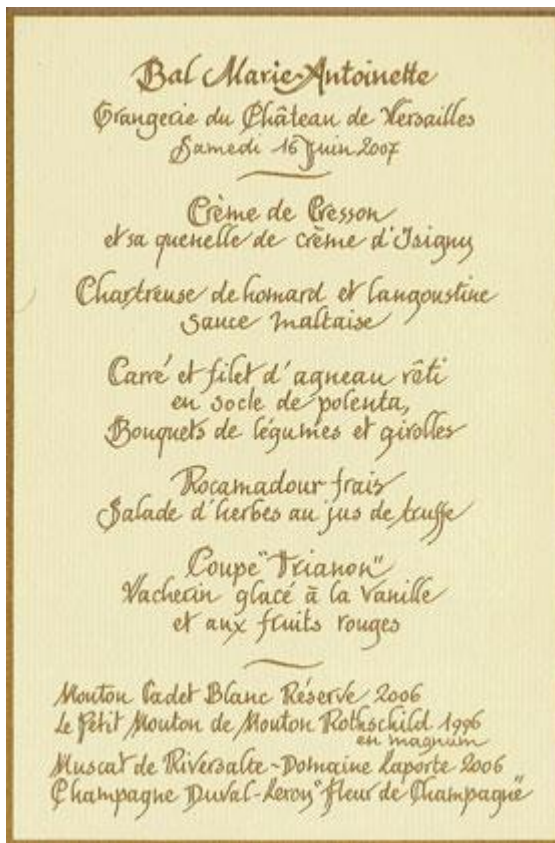 Bal Marie-Antoinette
Orangerie du Château de Versailles
Samedi 16 Juin 2007
Crème de Cresson
et sa quenelle de crème d'Isigny
Chartreuse de homard et langoustine
sauce maltaise
Carré et filet d'agneau rôti
en socle de polenta,
Bouquets de légumes et girolles
Rocamadour frais
Salade d'herbes au jus de truffe
Coupe "Trianon"
Vacherin glacé à la vanille
et aux fruits rouges
Mouton Cadet Blanc Réserve 2006
Le Petit Mouton de Mouton Rothschild 1996
en magnum
Muscat de Riversalte-Domaine Laporte 2006
Champagne Duval-Leroy "fleur de Champagne"